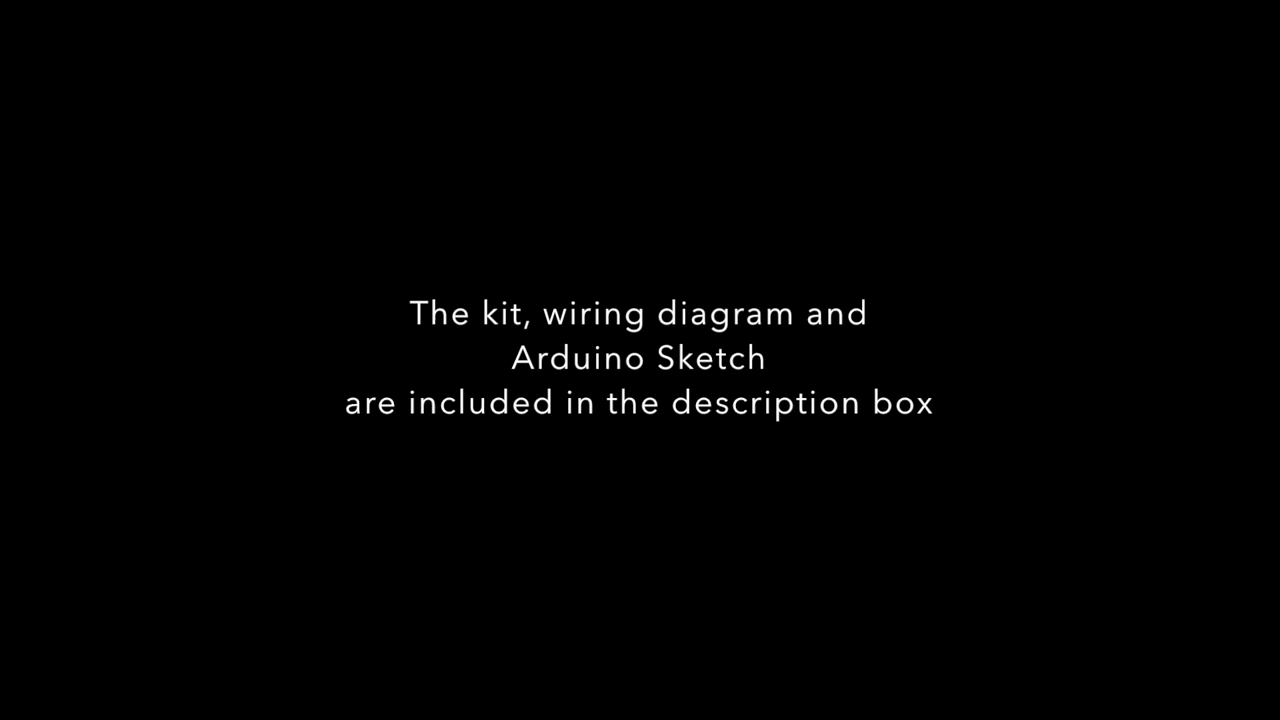 The kit, wiring diagram and
Arduino Sketch
are included in the description box